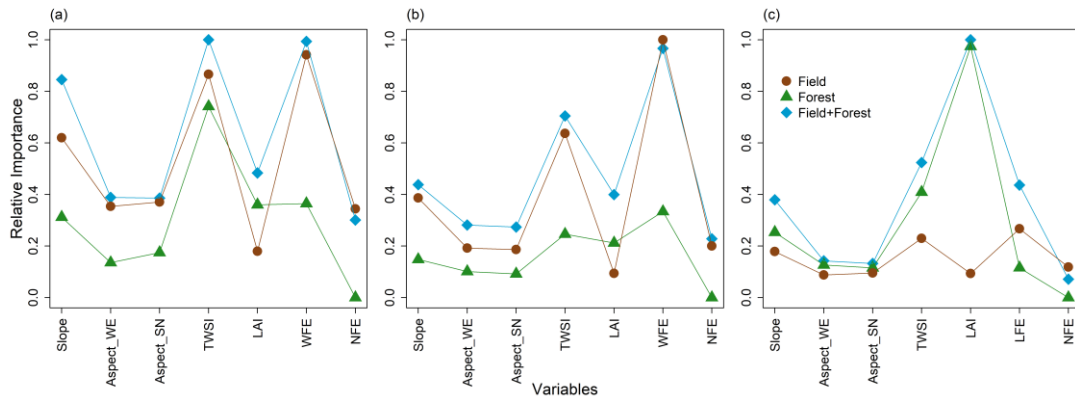 (a)
(b)
(c)
Relative Importance
1.0
0.8
0.6
0.4
0.2
0.0
Slope
Aspect_WE
Aspect_SN
TWSI
LAI
WFE
NFE
1.0
0.8
0.6
0.4
0.2
0.0
Slope
Aspect_WE
Aspect_SN
TWSI
LAI
WFE
NFE
1.0
0.8
0.6
0.4
0.2
0.0
Field
Forest
Field+Forest
Slope
Aspect_WE
Aspect_SN
TWSI
LAI
LFE
NFE
Variables